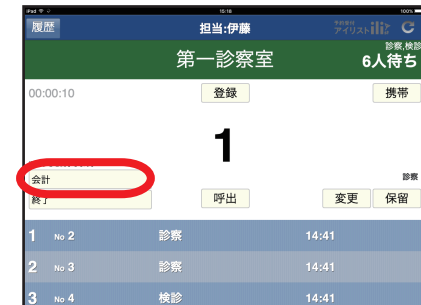 iPad 15:18 100%
履歴 担当:伊藤 予約受付 アイリスト iliz
診察,検診
第一診察室 6人待ち
00:00:10 登録 携帯
1
会計 診察
終了 呼出 変更 保留
1 No 2 診察 14:41
2 No 3 診察 14:41
3 No 4 検診 14:41